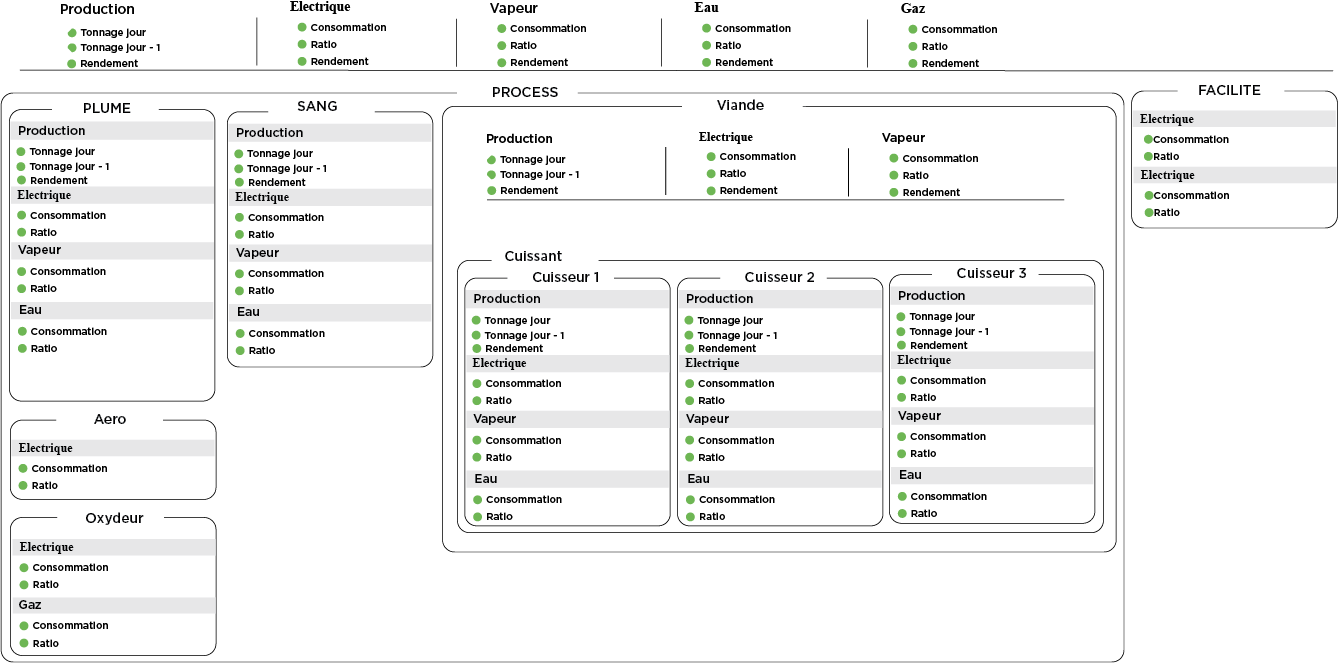 Production
Tonnage jour
Tonnage jour - 1
Rendement
Electrique
Consommation
Ratio
Rendement
Vapeur
Consommation
Ratio
Rendement
Eau
Consommation
Ratio
Rendement
Gaz
Consommation
Ratio
Rendement
PROCESS
PLUME
Production
Tonnage jour
Tonnage jour - 1
Rendement
Electrique
Consommation
Ratio
Vapeur
Consommation
Ratio
Eau
Consommation
Ratio
Aero
Electrique
Consommation
Ratio
Oxydeur
Electrique
Consommation
Ratio
Gaz
Consommation
Ratio
SANG
Production
Tonnage jour
Tonnage jour - 1
Rendement
Electrique
Consommation
Ratio
Vapeur
Consommation
Ratio
Eau
Consommation
Ratio
Viande
Production
Tonnage jour
Tonnage jour - 1
Rendement
Electrique
Consommation
Ratio
Rendement
Vapeur
Consommation
Ratio
Rendement
Cuissant
Cuisseur 1
Production
Tonnage jour
Tonnage jour - 1
Rendement
Electrique
Consommation
Ratio
Vapeur
Consommation
Ratio
Eau
Consommation
Ratio
Cuisseur 2
Production
Tonnage jour
Tonnage jour - 1
Rendement
Electrique
Consommation
Ratio
Vapeur
Consommation
Ratio
Eau
Consommation
Ratio
Cuisseur 3
Production
Tonnage jour
Tonnage jour - 1
Rendement
Electrique
Consommation
Ratio
Vapeur
Consommation
Ratio
Eau
Consommation
Ratio
FACILITE
Electrique
Consommation
Ratio
Electrique
Consommation
Ratio